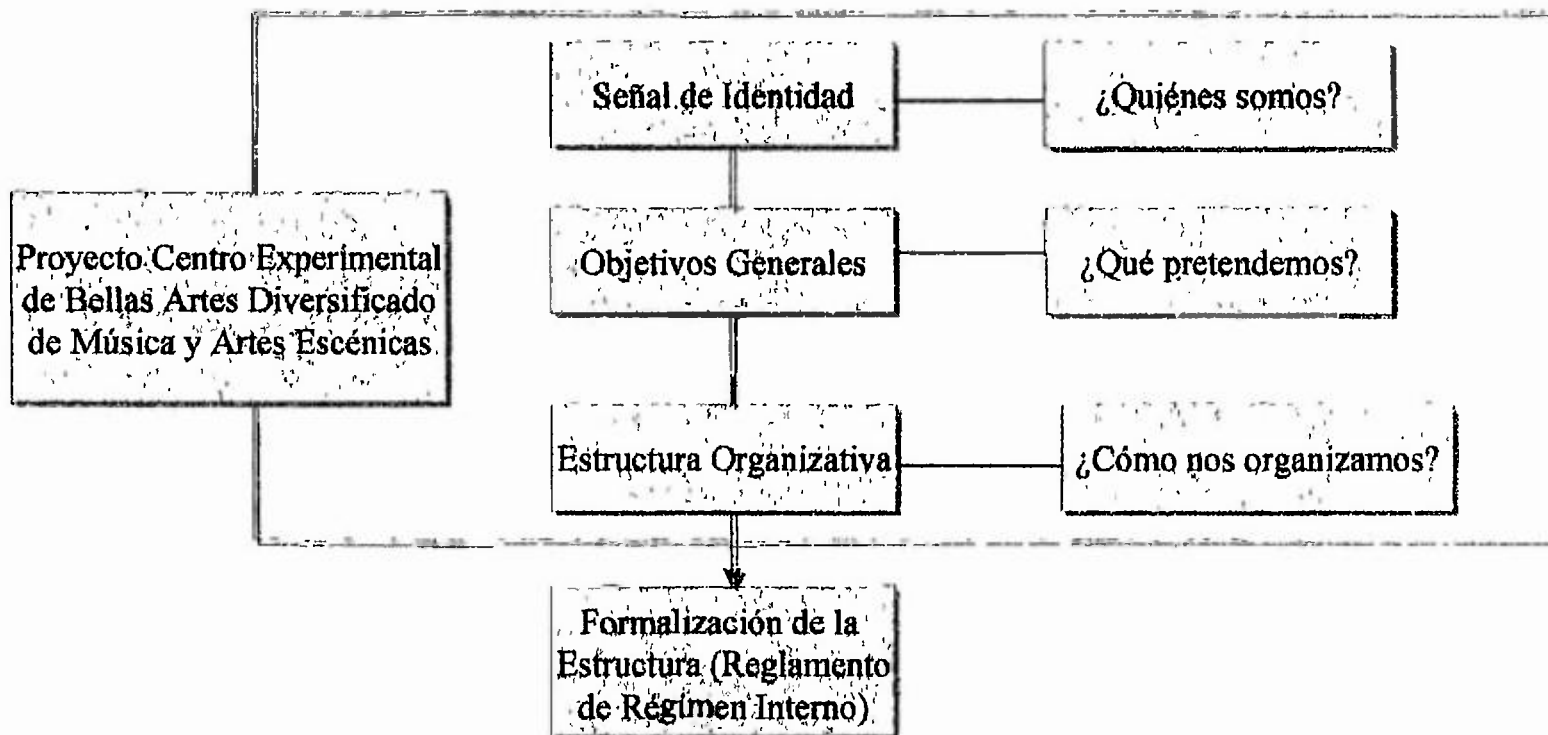 Señal de Identidad
¿Quiénes somos?
Proyecto Centro Experimental
de Bellas Artes Diversificado
de Música y Artes Escénicas
Objetivos Generales
¿Qué pretendemos?
Estructura Organizativa
¿Cómo nos organizamos?
Formalización de la
Estructura (Reglamento
de Régimen Interno)